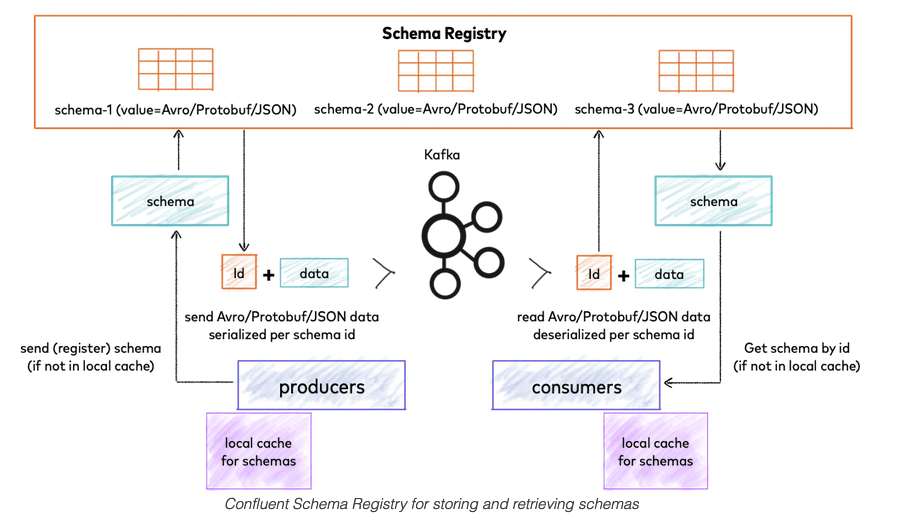 Schema Registry
schema-1 (value=Avro/Protobuf/JSON)
schema-2 (value=Avro/Protobuf/JSON)
schema-3 (value=Avro/Protobuf/JSON)
Kafka
schema
schema
Id + data
Id + data
send Avro/Protobuf/JSON data
serialized per schema id
read Avro/Protobuf/JSON data
deserialized per schema id
send (register) schema
(if not in local cache)
Get schema by id
(if not in local cache)
producers
consumers
local cache
for schemas
local cache
for schemas
Confluent Schema Registry for storing and retrieving schemas